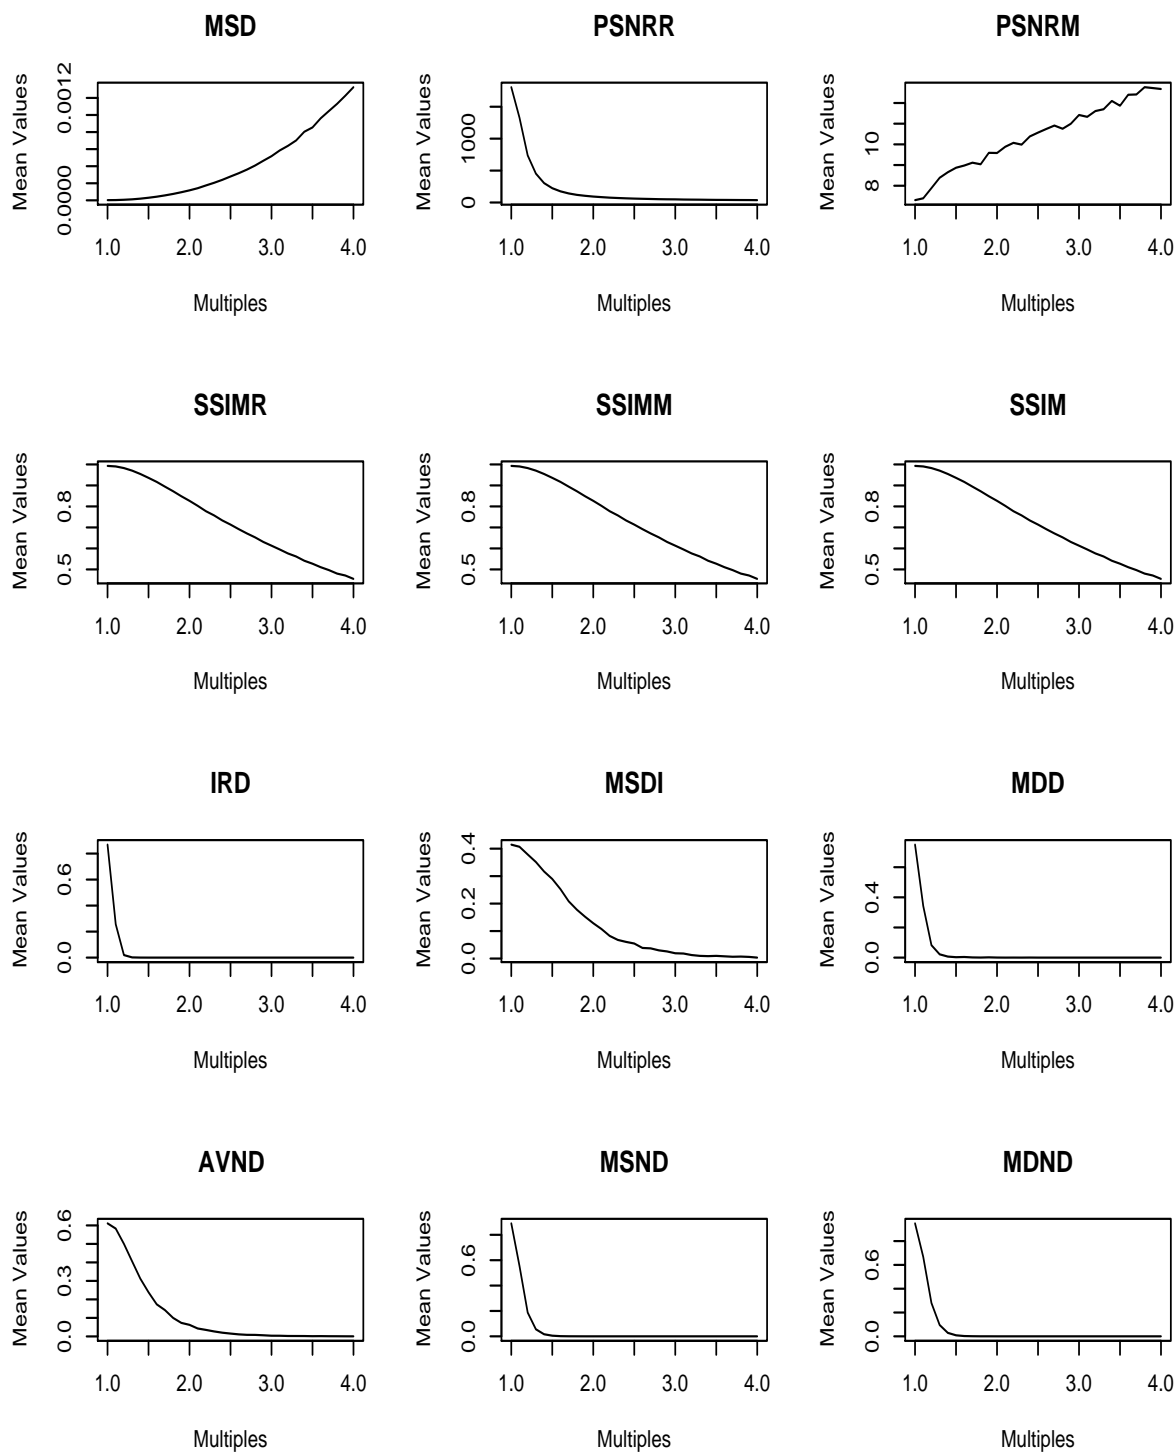 MSD PSNRR PSNRM
Mean Values 0.0000 0.0012 Mean Values 0 1000 Mean Values 8 10
1.0 2.0 3.0 4.0 1.0 2.0 3.0 4.0 1.0 2.0 3.0 4.0
Multiples Multiples Multiples
SSIMR SSIMM SSIM
Mean Values 0.5 0.8 Mean Values 0.5 0.8 Mean Values 0.5 0.8
1.0 2.0 3.0 4.0 1.0 2.0 3.0 4.0 1.0 2.0 3.0 4.0
Multiples Multiples Multiples
IRD MSDI MDD
Mean Values 0.0 0.6 Mean Values 0.0 0.2 0.4 Mean Values 0.0 0.4
1.0 2.0 3.0 4.0 1.0 2.0 3.0 4.0 1.0 2.0 3.0 4.0
Multiples Multiples Multiples
AVND MSND MDND
Mean Values 0.0 0.3 0.6 Mean Values 0.0 0.6 Mean Values 0.0 0.6
1.0 2.0 3.0 4.0 1.0 2.0 3.0 4.0 1.0 2.0 3.0 4.0
Multiples Multiples Multiples